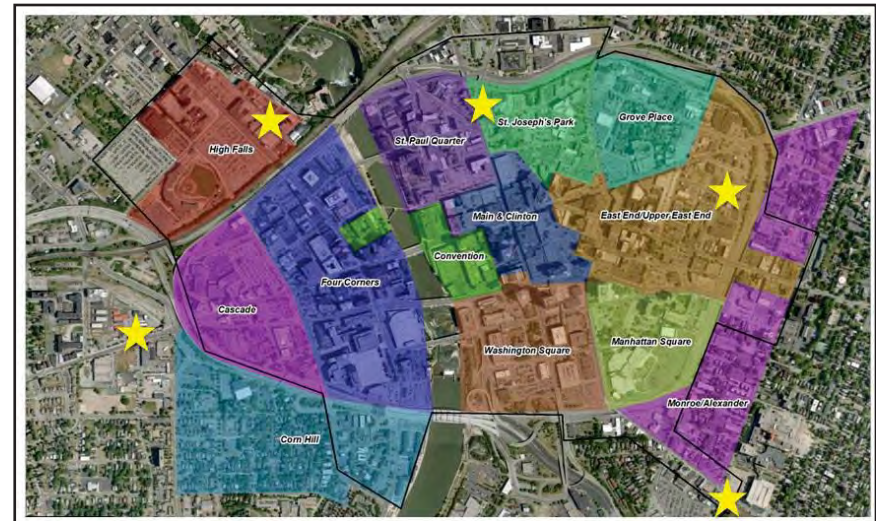 High Falls
St. Paul Quarter
St. Joseph's Park
Grove Place
Main & Clinton
East End/Upper East End
Convention
Four Corners
Cascade
Washington Square
Manhattan Square
Monroe/Alexander
Corn Hill